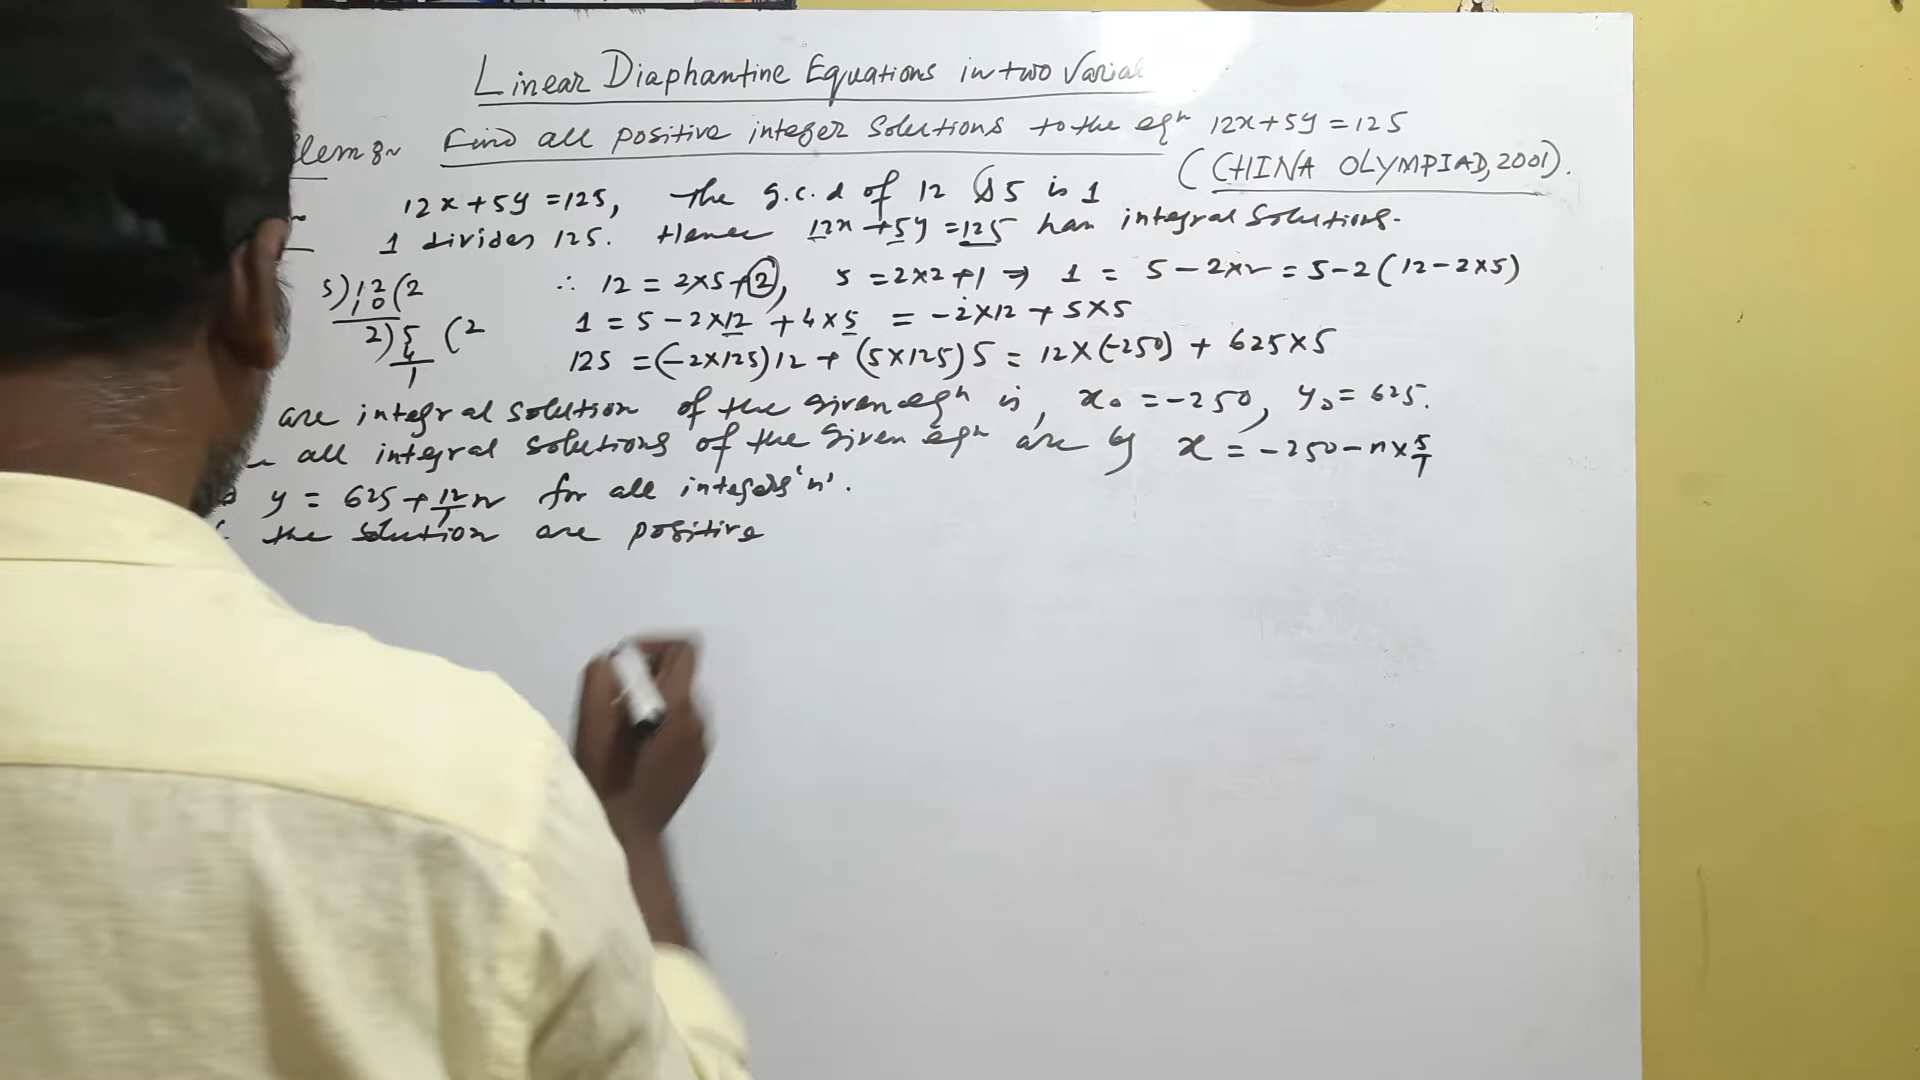 Linear Diaphantine Equations in two Variab
lem 8~ Find all positive integer solutions to the eqn 12x+5y=125
(CHINA OLYMPIAD, 2001).
12x+5y=125, the g.c.d of 12 & 5 is 1
1 divides 125. Hence 12x+5y=125 has integral solutions.
5)12(2 ∴ 12=2×5+2, 5=2×2+1 ⇒ 1 = 5-2×2=5-2(12-2×5)
10
2)5(2 1=5-2×12+4×5 = -2×12+5×5
4
1 125=(-2×125)12+(5×125)5=12×(-250)+625×5
are integral solution of the given eqn is, x₀=-250, y₀=625.
all integral solutions of the given eqn are by x=-250-n×5/1
y=625+12/1 n for all integers 'n'.
the solution are positive